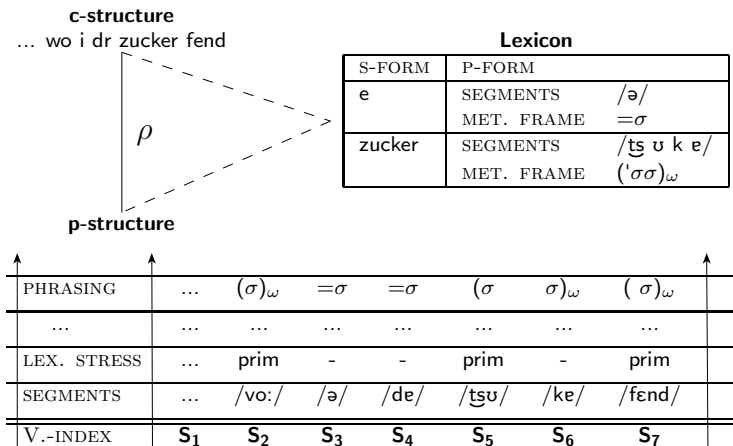 c-structure
... wo i dr zucker fend
Lexicon
S-FORM P-FORM
e SEGMENTS /ə/
MET. FRAME =σ
zucker SEGMENTS /t͜s ʊ k ɐ/
MET. FRAME (ˈσσ)ω
ρ
p-structure
PHRASING ... (σ)ω =σ =σ (σ σ)ω ( σ)ω
... ... ... ... ... ... ... ...
LEX. STRESS ... prim - - prim - prim
SEGMENTS ... /voː/ /ə/ /dɐ/ /t͜sʊ/ /kɐ/ /fɛnd/
V.-INDEX S1 S2 S3 S4 S5 S6 S7